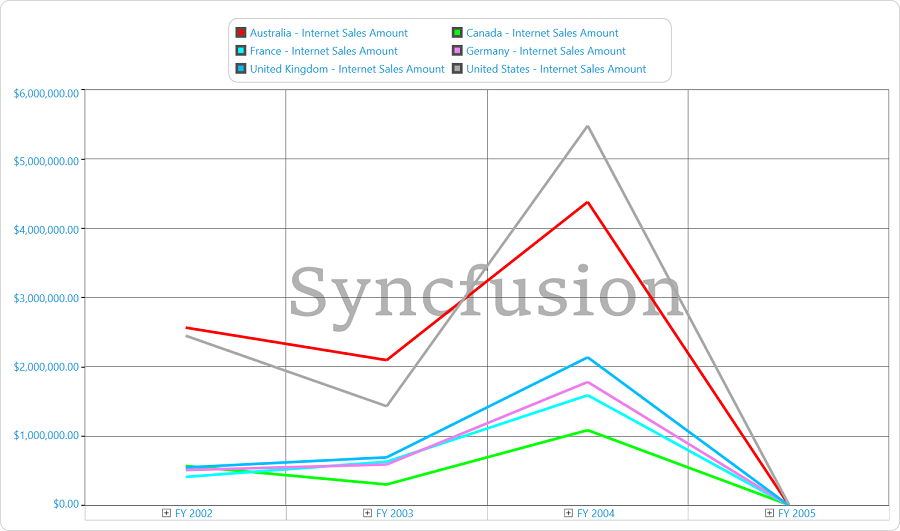 Australia - Internet Sales Amount Canada - Internet Sales Amount
France - Internet Sales Amount Germany - Internet Sales Amount
United Kingdom - Internet Sales Amount United States - Internet Sales Amount
$6,000,000.00
$5,000,000.00
$4,000,000.00
$3,000,000.00
Syncfusion
$2,000,000.00
$1,000,000.00
$0.00
FY 2002 FY 2003 FY 2004 FY 2005